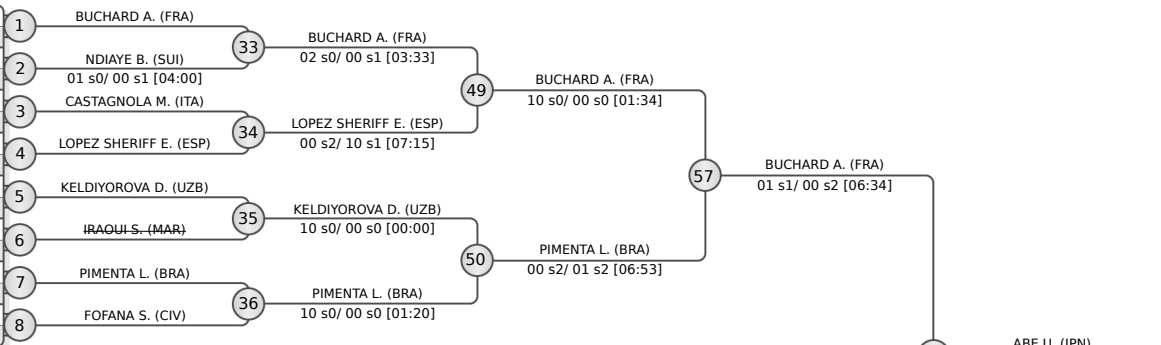 1
BUCHARD A. (FRA)
33
2
NDIAYE B. (SUI)
01 s0/ 00 s1 [04:00]
BUCHARD A. (FRA)
02 s0/ 00 s1 [03:33]
49
3
CASTAGNOLA M. (ITA)
34
4
LOPEZ SHERIFF E. (ESP)
LOPEZ SHERIFF E. (ESP)
00 s2/ 10 s1 [07:15]
BUCHARD A. (FRA)
10 s0/ 00 s0 [01:34]
57
5
KELDIYOROVA D. (UZB)
35
6
IRAOUI S. (MAR)
KELDIYOROVA D. (UZB)
10 s0/ 00 s0 [00:00]
50
7
PIMENTA L. (BRA)
36
8
FOFANA S. (CIV)
PIMENTA L. (BRA)
10 s0/ 00 s0 [01:20]
PIMENTA L. (BRA)
00 s2/ 01 s2 [06:53]
BUCHARD A. (FRA)
01 s1/ 00 s2 [06:34]
ABE U. (JPN)